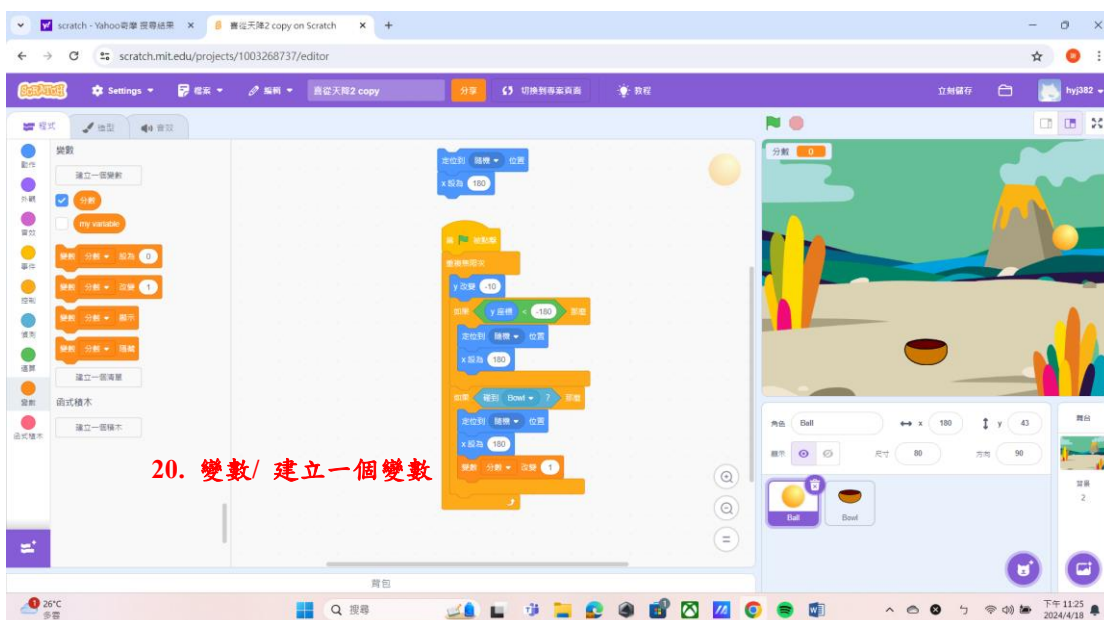 scratch - Yahoo奇摩 搜尋結果
喜從天降2 copy on Scratch
scratch.mit.edu/projects/1003268737/editor
SCRATCH
Settings
檔案
編輯
喜從天降2 copy
分享
切換到專案頁面
教程
立刻儲存
hyj382
程式
造型
音效
動作
外觀
音效
事件
控制
偵測
運算
變數
函式積木
變數
建立一個變數
分數
my variable
變數 分數 設為 0
變數 分數 改變 1
變數 分數 顯示
變數 分數 隱藏
建立一個清單
函式積木
建立一個積木
定位到 隨機 位置
x 設為 180
當 被點擊
重複無限次
y 改變 -10
如果 y 座標 < -180 那麼
定位到 隨機 位置
x 設為 180
如果 碰到 Bowl ? 那麼
定位到 隨機 位置
x 設為 180
變數 分數 改變 1
20. 變數/ 建立一個變數
背包
分數 0
角色 Ball x 180 y 43
顯示 尺寸 80 方向 90
Ball
Bowl
舞台
背景
2
1
26°C
多雲
搜尋
下午 11:25
2024/4/18